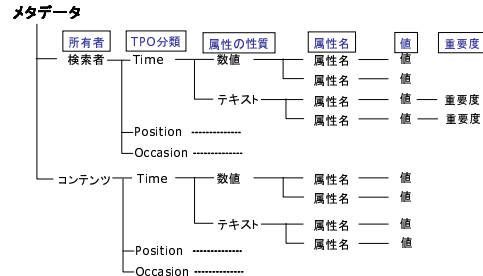 メタデータ
所有者 TPO分類 属性の性質 属性名 値 重要度
検索者 Time 数値 属性名 値
属性名 値
テキスト 属性名 値 重要度
属性名 値 重要度
Position
Occasion
コンテンツ Time 数値 属性名 値
属性名 値
テキスト 属性名 値
属性名 値
Position
Occasion